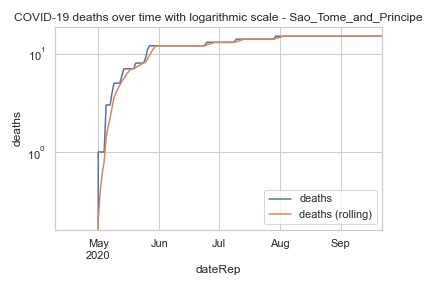 COVID-19 deaths over time with logarithmic scale - Sao_Tome_and_Principe
10¹
10⁰
deaths
deaths
deaths (rolling)
May
2020
Jun
Jul
Aug
Sep
dateRep